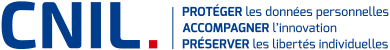 CNIL.
PROTÉGER les données personnelles
ACCOMPAGNER l'innovation
PRÉSERVER les libertés individuelles